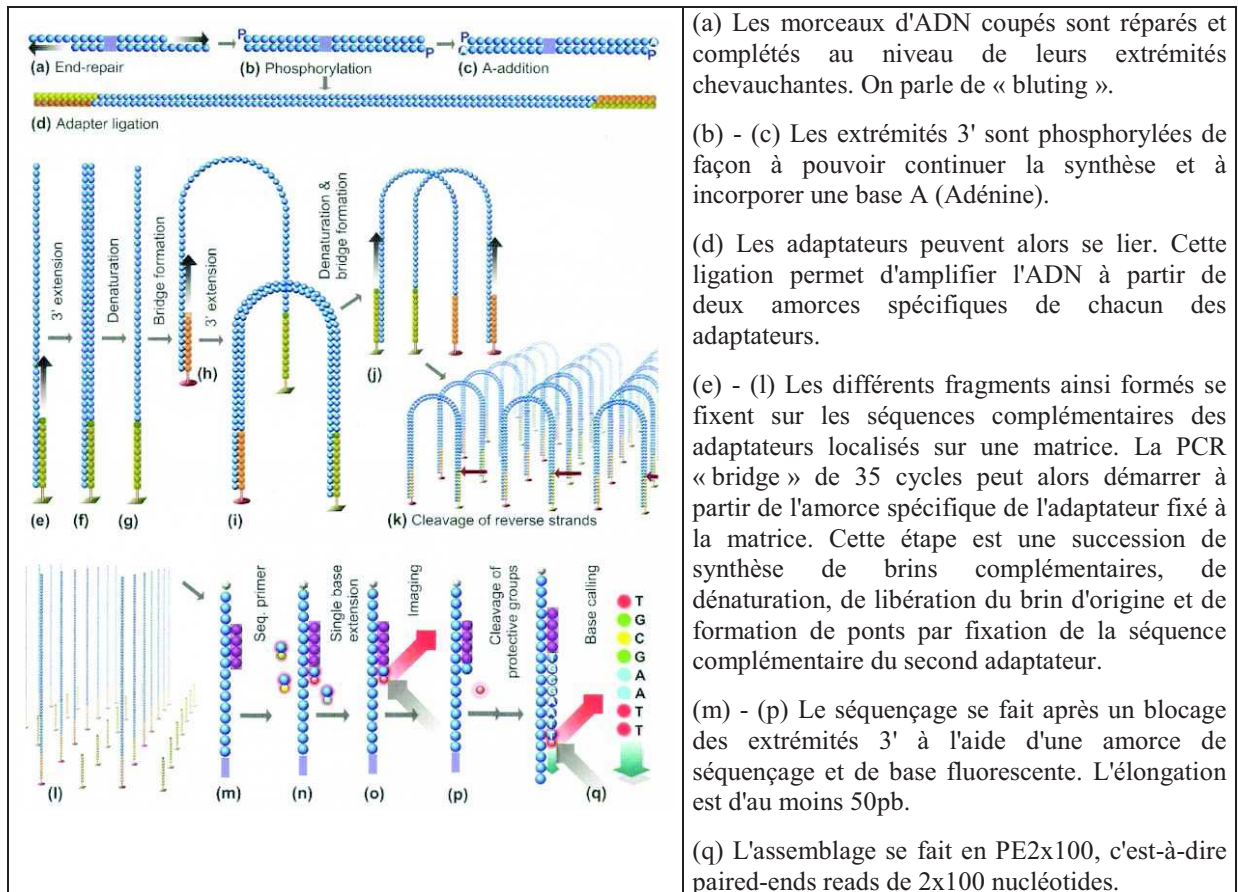 P
P
P
A
A
P
(a) End-repair
(b) Phosphorylation
(c) A-addition
(d) Adapter ligation
3' extension
Denaturation
Bridge formation
3' extension
Denaturation &
bridge formation
(h)
(j)
(e)
(f)
(g)
(i)
(k) Cleavage of reverse strands
Seq. primer
Single base
extension
Imaging
Cleavage of
protective groups
Base calling
T
G
C
G
A
A
T
T
(l)
(m)
(n)
(o)
(p)
(q)
(a) Les morceaux d'ADN coupés sont réparés et
complétés au niveau de leurs extrémités
chevauchantes. On parle de « bluting ».
(b) - (c) Les extrémités 3' sont phosphorylées de
façon à pouvoir continuer la synthèse et à
incorporer une base A (Adénine).
(d) Les adaptateurs peuvent alors se lier. Cette
ligation permet d'amplifier l'ADN à partir de
deux amorces spécifiques de chacun des
adaptateurs.
(e) - (l) Les différents fragments ainsi formés se
fixent sur les séquences complémentaires des
adaptateurs localisés sur une matrice. La PCR
« bridge » de 35 cycles peut alors démarrer à
partir de l'amorce spécifique de l'adaptateur fixé à
la matrice. Cette étape est une succession de
synthèse de brins complémentaires, de
dénaturation, de libération du brin d'origine et de
formation de ponts par fixation de la séquence
complémentaire du second adaptateur.
(m) - (p) Le séquençage se fait après un blocage
des extrémités 3' à l'aide d'une amorce de
séquençage et de base fluorescente. L'élongation
est d'au moins 50pb.
(q) L'assemblage se fait en PE2x100, c'est-à-dire
paired-ends reads de 2x100 nucléotides.